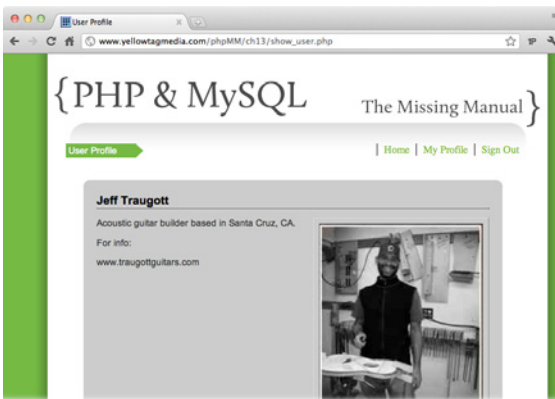 User Profile
www.yellowtagmedia.com/phpMM/ch13/show_user.php
{PHP & MySQL
The Missing Manual}
User Profile
| Home | My Profile | Sign Out
Jeff Traugott
Acoustic guitar builder based in Santa Cruz, CA.
For info:
www.traugottguitars.com